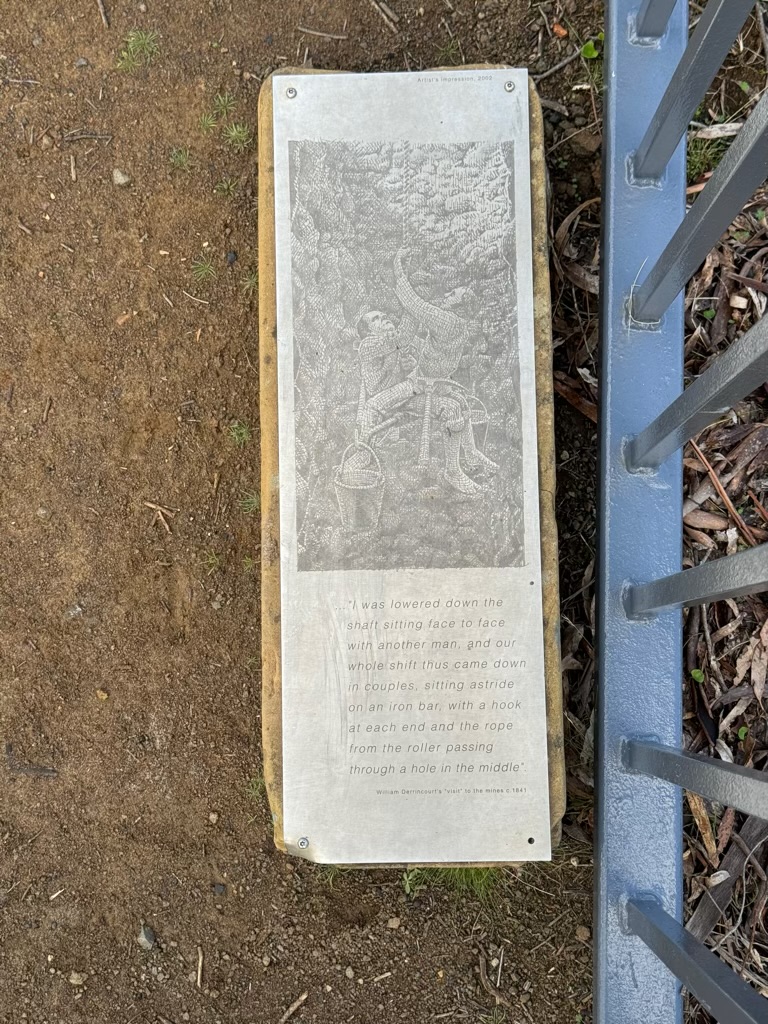 Artist's impression, 2003
..."I was lowered down the
shaft sitting face to face
with another man, and our
whole shift thus came down
in couples, sitting astride
on an iron bar, with a hook
at each end and the rope
from the roller passing
through a hole in the middle".
William Derrincourt's "visit" to the mines c.1841